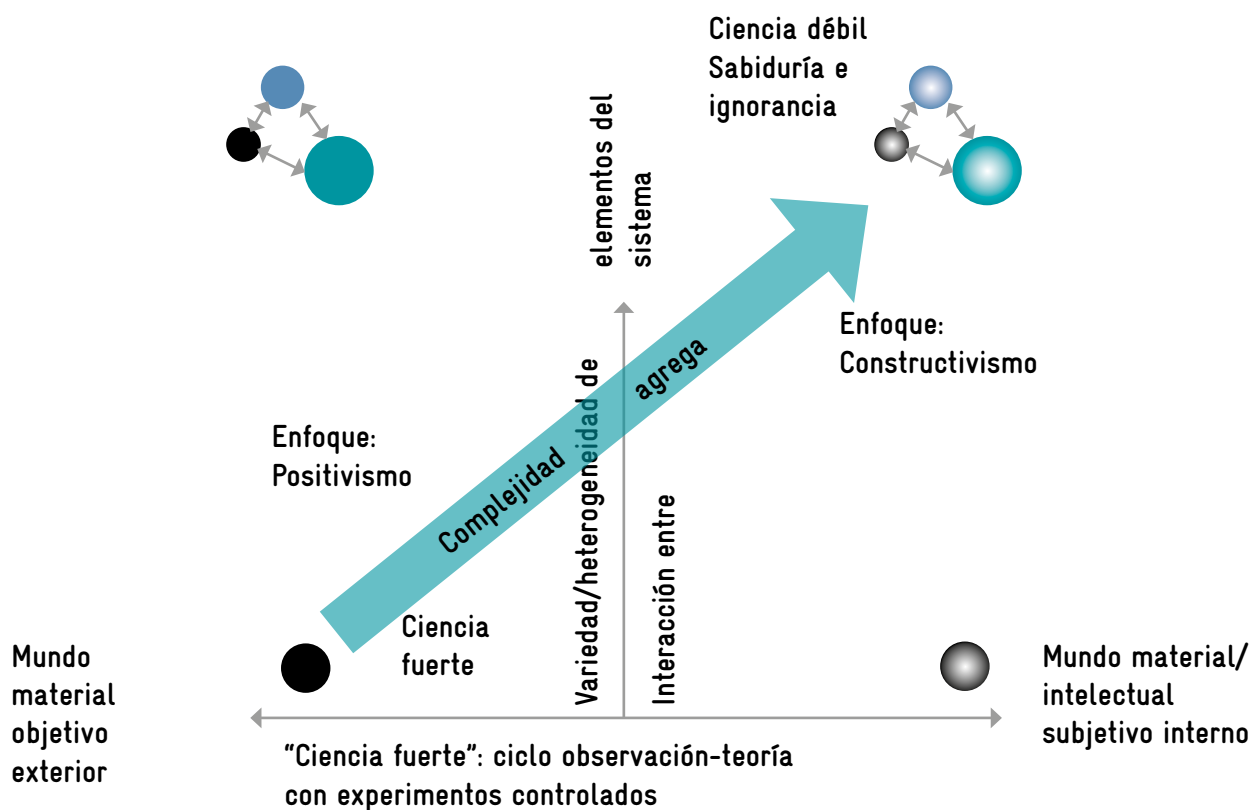 Ciencia débil
Sabiduría e
ignorancia
elementos del
sistema
Enfoque:
Constructivismo
Complejidad agrega
Enfoque:
Positivismo
Variedad/heterogeneidad de
Interacción entre
Ciencia
fuerte
Mundo
material
objetivo
exterior
Mundo material/
intelectual
subjetivo interno
“Ciencia fuerte”: ciclo observación-teoría
con experimentos controlados